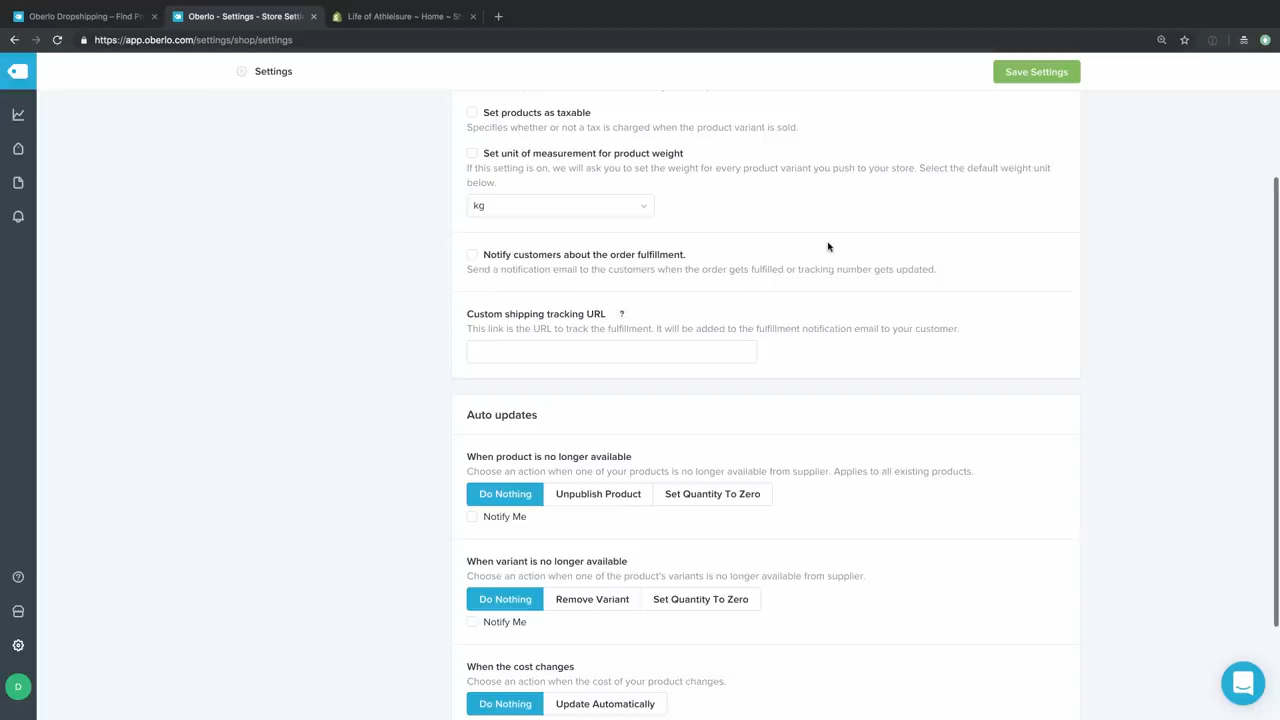 Oberlo Dropshipping – Find Pr
Oberlo - Settings - Store Setti
Life of Athleisure ~ Home ~ Sh
https://app.oberlo.com/settings/shop/settings
Settings
Save Settings
Set products as taxable
Specifies whether or not a tax is charged when the product variant is sold.
Set unit of measurement for product weight
If this setting is on, we will ask you to set the weight for every product variant you push to your store. Select the default weight unit
below.
kg
Notify customers about the order fulfillment.
Send a notification email to the customers when the order gets fulfilled or tracking number gets updated.
Custom shipping tracking URL ?
This link is the URL to track the fulfillment. It will be added to the fulfillment notification email to your customer.
Auto updates
When product is no longer available
Choose an action when one of your products is no longer available from supplier. Applies to all existing products.
Do Nothing Unpublish Product Set Quantity To Zero
Notify Me
When variant is no longer available
Choose an action when one of the product's variants is no longer available from supplier.
Do Nothing Remove Variant Set Quantity To Zero
Notify Me
When the cost changes
Choose an action when the cost of your product changes.
Do Nothing Update Automatically
D